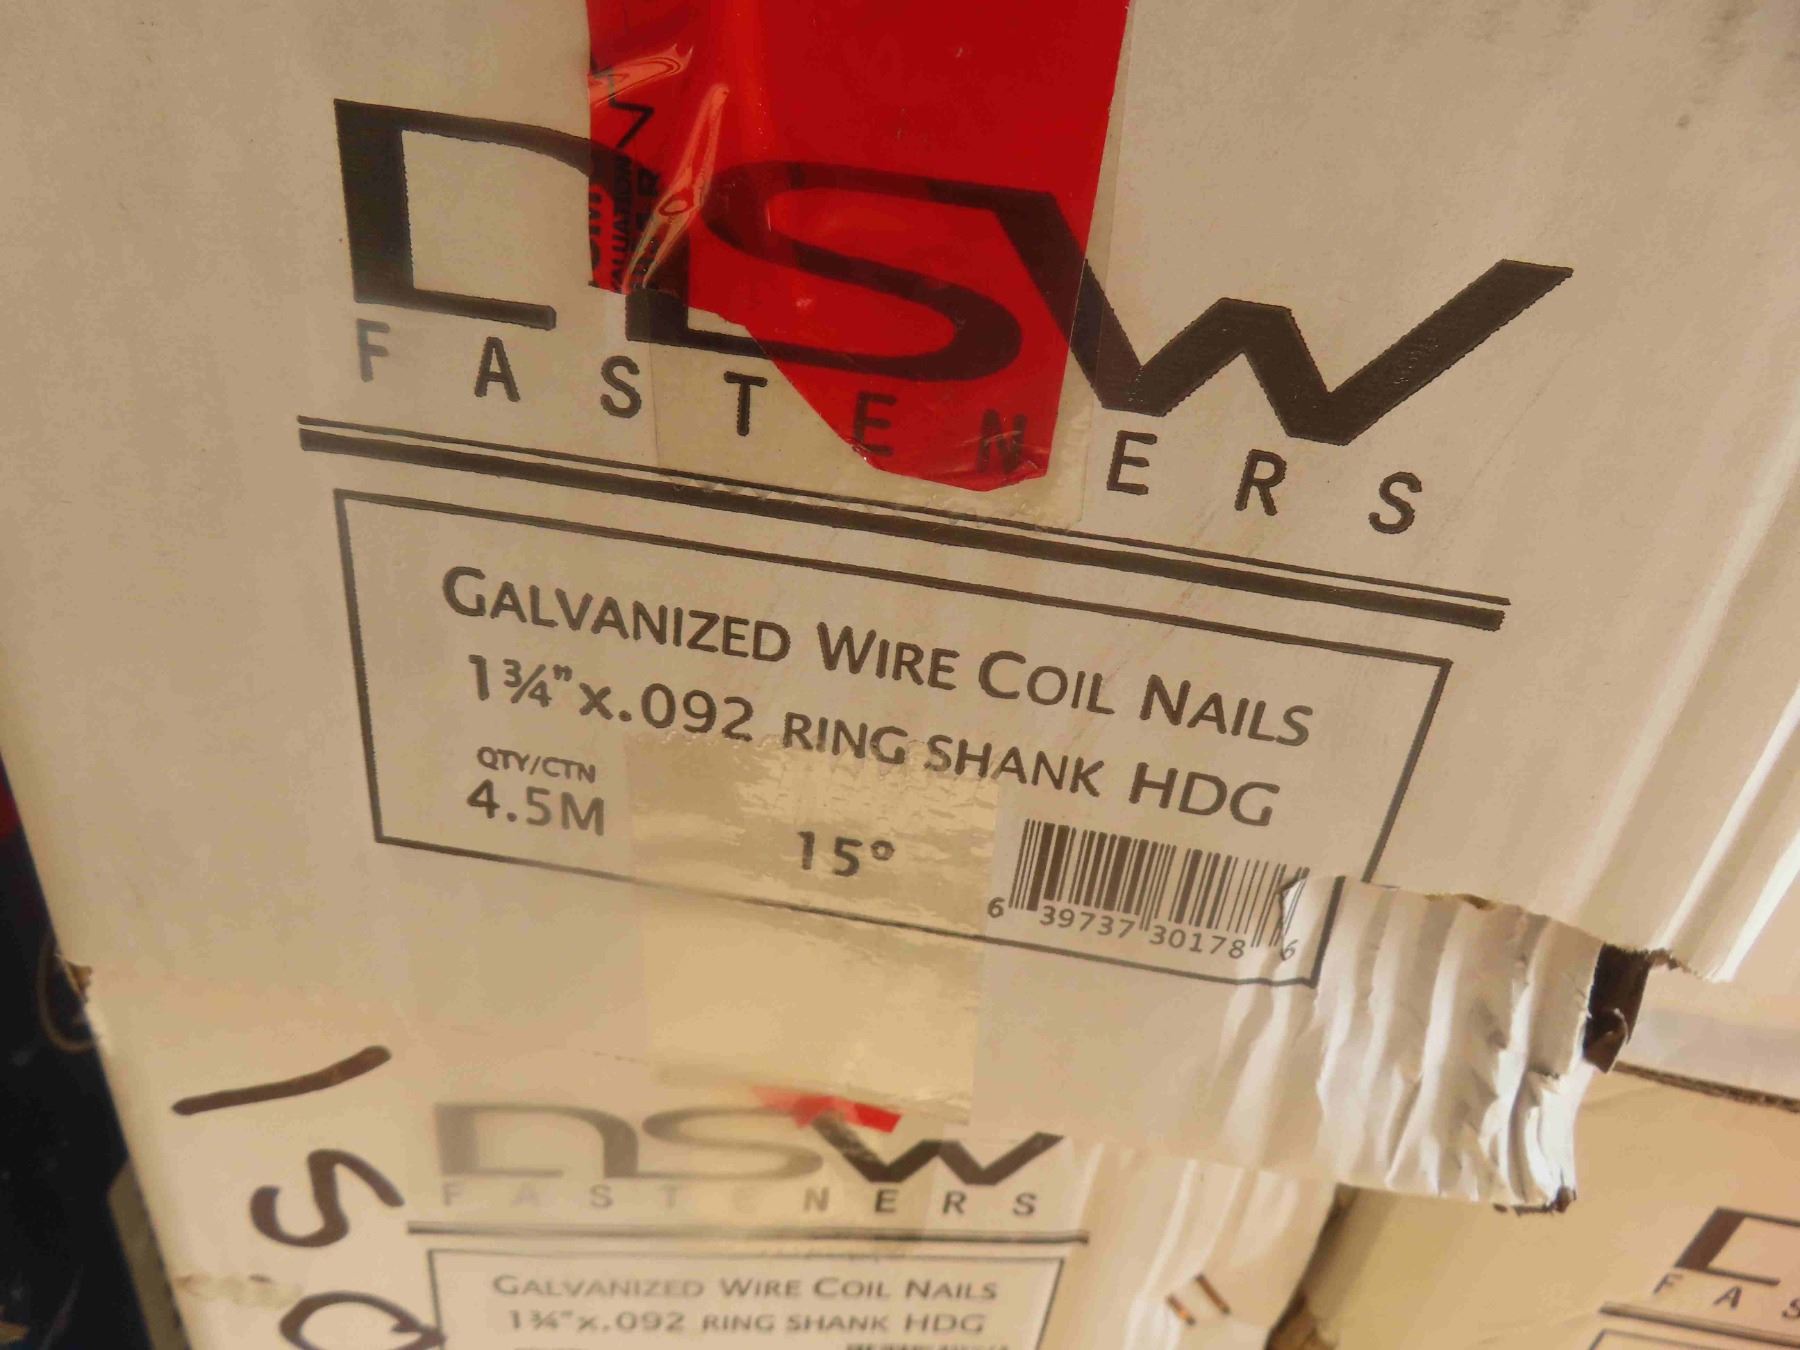 DSW
FASTENERS
GALVANIZED WIRE COIL NAILS
1¾"x.092 RING SHANK HDG
QTY/CTN
4.5M
15°
6 39737 30178 6
DSW
FASTENERS
GALVANIZED WIRE COIL NAILS
1¾"x.092 RING SHANK HDG